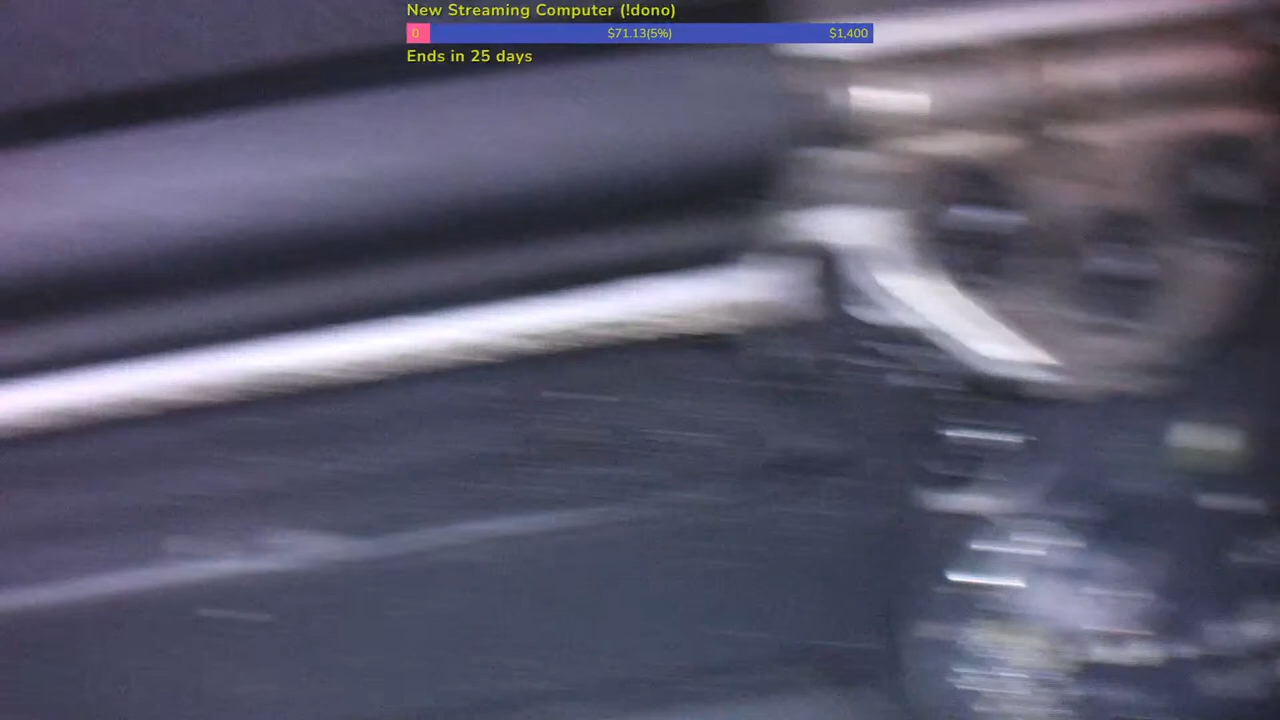 New Streaming Computer (!dono)
0 $71.13(5%) $1,400
Ends in 25 days